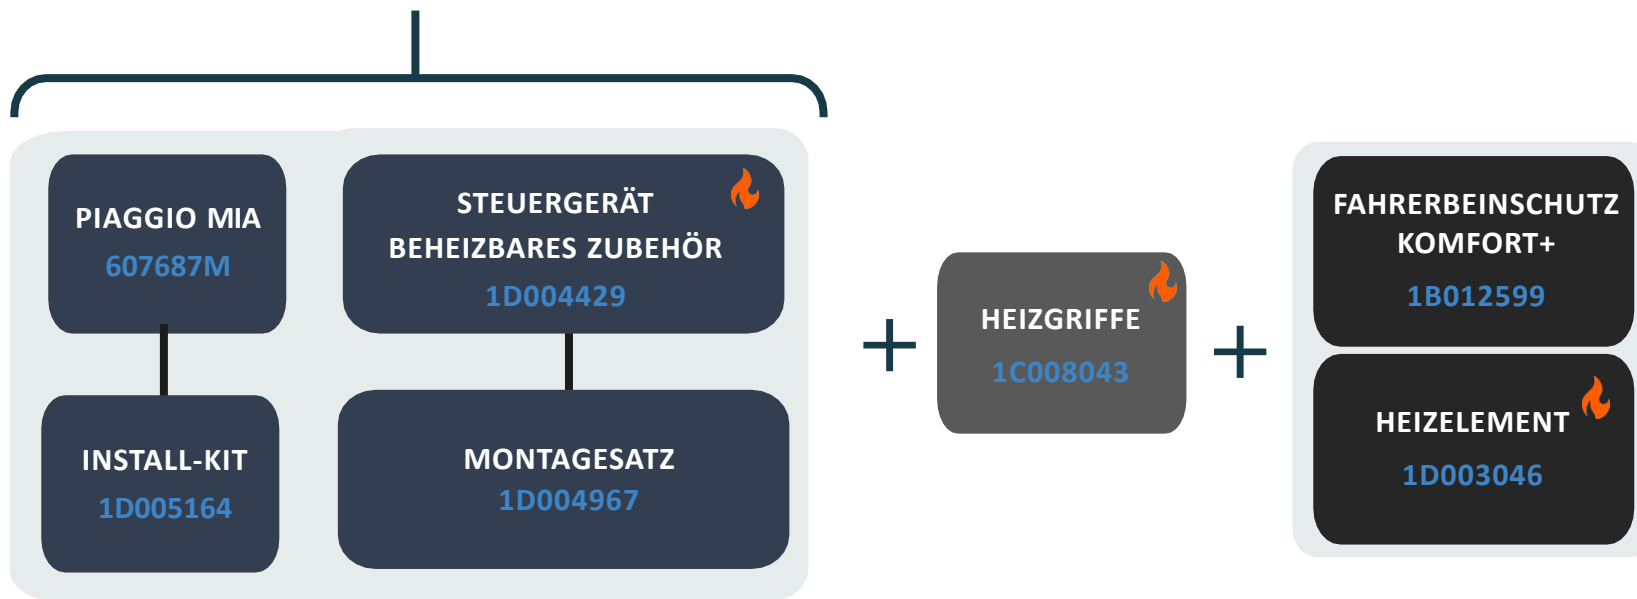 PIAGGIO MIA
607687M
INSTALL-KIT
1D005164
STEUERGERÄT
BEHEIZBARES ZUBEHÖR
1D004429
MONTAGESATZ
1D004967
HEIZGRIFFE
1C008043
FAHRERBEINSCHUTZ
KOMFORT+
1B012599
HEIZELEMENT
1D003046